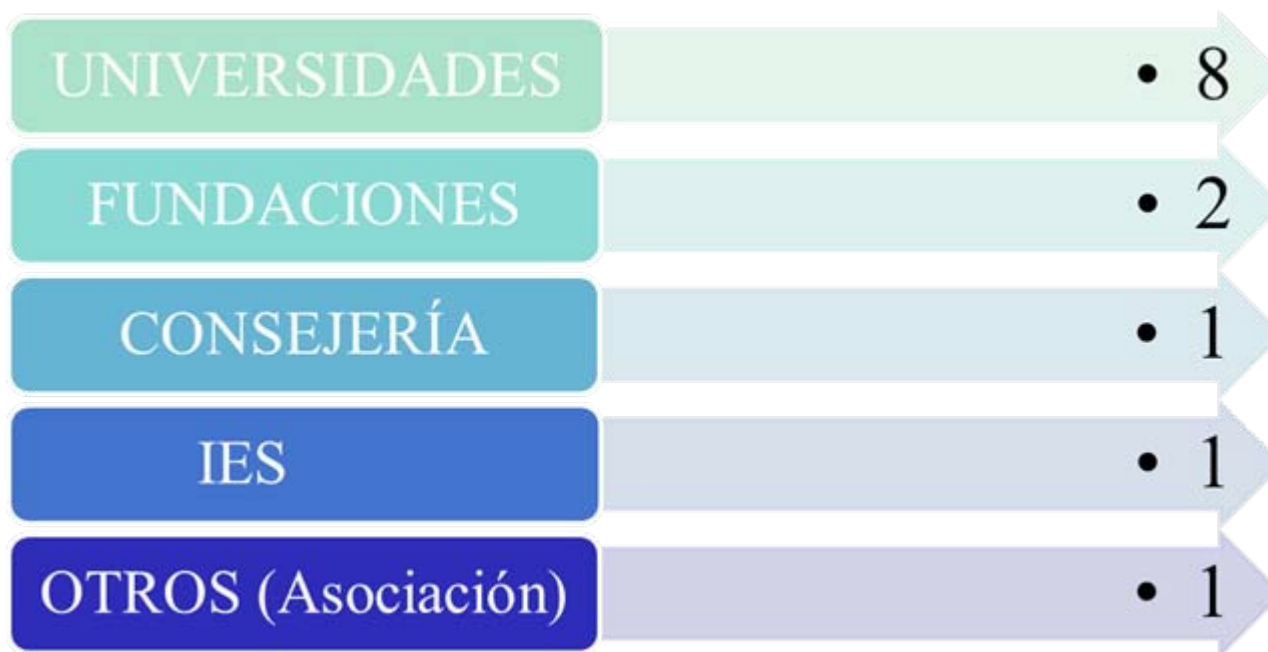 UNIVERSIDADES • 8
FUNDACIONES • 2
CONSEJERÍA • 1
IES • 1
OTROS (Asociación) • 1